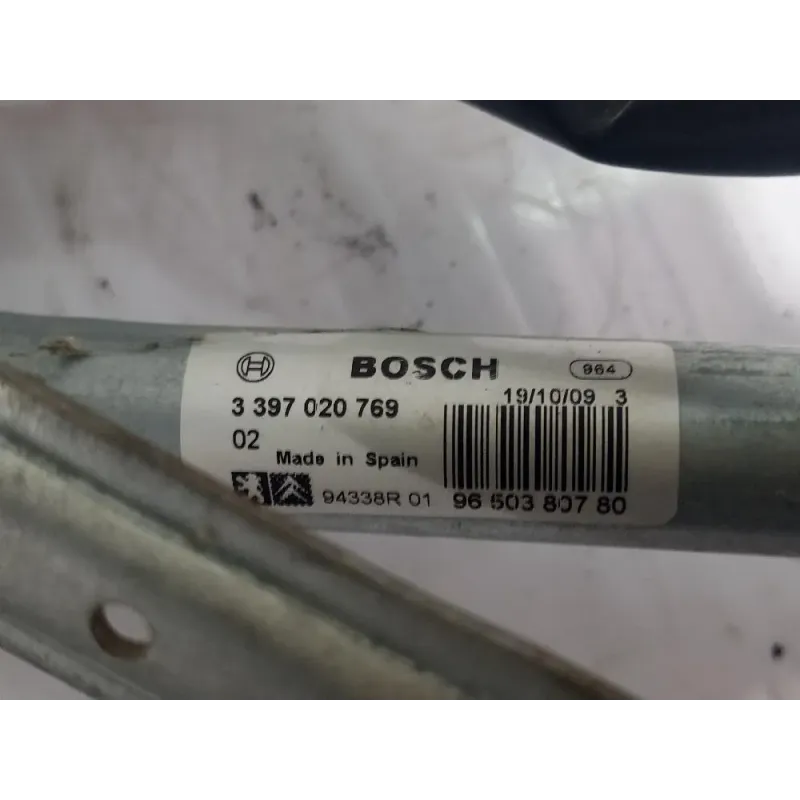 BOSCH 964
3 397 020 769 19/10/09 3
02
Made in Spain
94338R 01 96 503 807 80